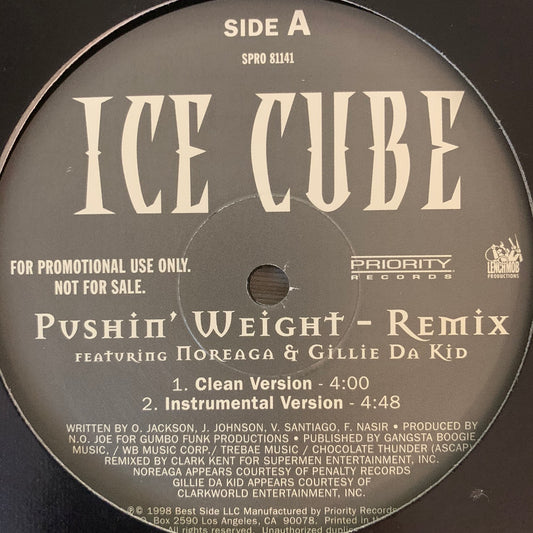 SIDE A
SPRO 81141
ICE CUBE
FOR PROMOTIONAL USE ONLY.
NOT FOR SALE.
PRIORITY
RECORDS
LENCHMOB
PRODUCTIONS
PUSHIN' WEIGHT - REMIX
FEATURING NOREAGA & GILLIE DA KID
1. Clean Version - 4:00
2. Instrumental Version - 4:48
WRITTEN BY O. JACKSON, J. JOHNSON, V. SANTIAGO, F. NASIR • PRODUCED BY
N.O. JOE FOR GUMBO FUNK PRODUCTIONS • PUBLISHED BY GANGSTA BOOGIE
MUSIC. / WB MUSIC CORP./ TREBAE MUSIC / CHOCOLATE THUNDER (ASCAP)
REMIXED BY CLARK KENT FOR SUPERMEN ENTERTAINMENT, INC.
NOREAGA APPEARS COURTESY OF PENALTY RECORDS
GILLIE DA KID APPEARS COURTESY OF
CLARKWORLD ENTERTAINMENT, INC.
℗ © 1998 Best Side LLC Manufactured by Priority Records
Box 2590 Los Angeles, CA 90078. Printed in
All rights reserved. Unauthorized